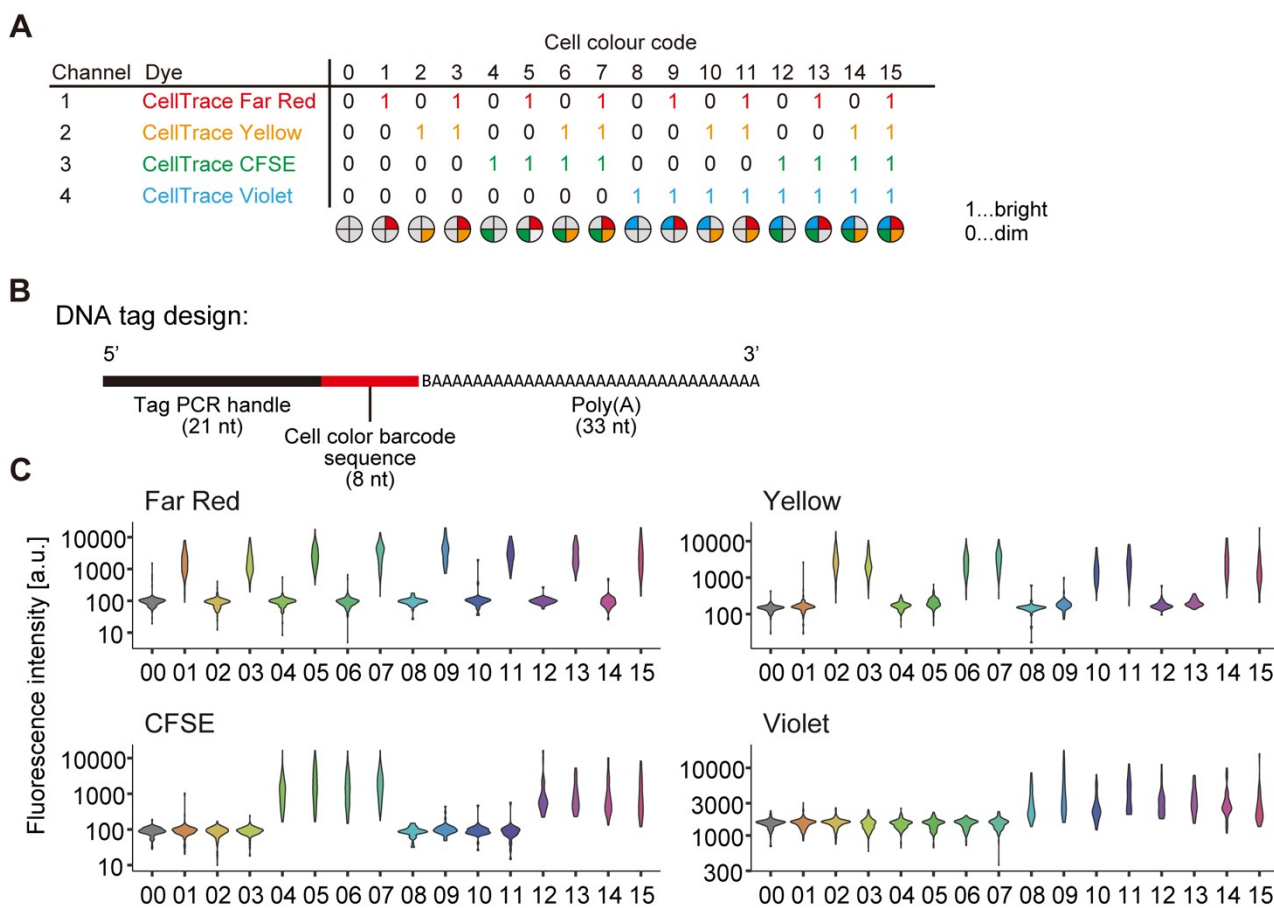 A
Cell colour code
Channel Dye 0 1 2 3 4 5 6 7 8 9 10 11 12 13 14 15
1 CellTrace Far Red 0 1 0 1 0 1 0 1 0 1 0 1 0 1 0 1
2 CellTrace Yellow 0 0 1 1 0 0 1 1 0 0 1 1 0 0 1 1
3 CellTrace CFSE 0 0 0 0 1 1 1 1 0 0 0 0 1 1 1 1
4 CellTrace Violet 0 0 0 0 0 0 0 0 1 1 1 1 1 1 1 1
1...bright
0...dim
B
DNA tag design:
5’ 3’
BAAAAAAAAAAAAAAAAAAAAAAAAAAAAAAAA
Tag PCR handle
(21 nt)
Cell color barcode
sequence
(8 nt)
Poly(A)
(33 nt)
C
Fluorescence intensity [a.u.]
Far Red
10000
1000
100
10
00 01 02 03 04 05 06 07 08 09 10 11 12 13 14 15
Yellow
10000
1000
100
00 01 02 03 04 05 06 07 08 09 10 11 12 13 14 15
CFSE
10000
1000
100
10
00 01 02 03 04 05 06 07 08 09 10 11 12 13 14 15
Violet
10000
3000
1000
300
00 01 02 03 04 05 06 07 08 09 10 11 12 13 14 15